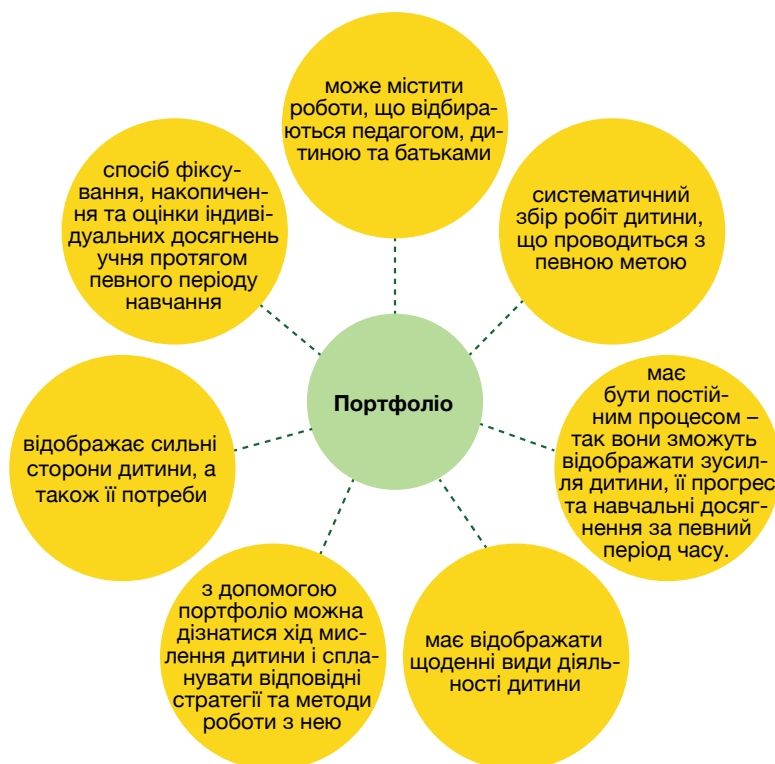 може містити
роботи, що відбира-
ються педагогом, ди-
тиною та батьками
систематичний
збір робіт дитини,
що проводиться з
певною метою
має
бути постій-
ним процесом –
так вони зможуть
відображати зусил-
ля дитини, її прогрес
та навчальні досяг-
нення за певний
період часу.
має відображати
щоденні види діяль-
ності дитини
з допомогою
портфоліо можна
дізнатися хід мис-
лення дитини і спла-
нувати відповідні
стратегії та методи
роботи з нею
відображає сильні
сторони дитини, а
також її потреби
спосіб фіксу-
вання, накопичен-
ня та оцінки індиві-
дуальних досягнень
учня протягом
певного періоду
навчання
Портфоліо